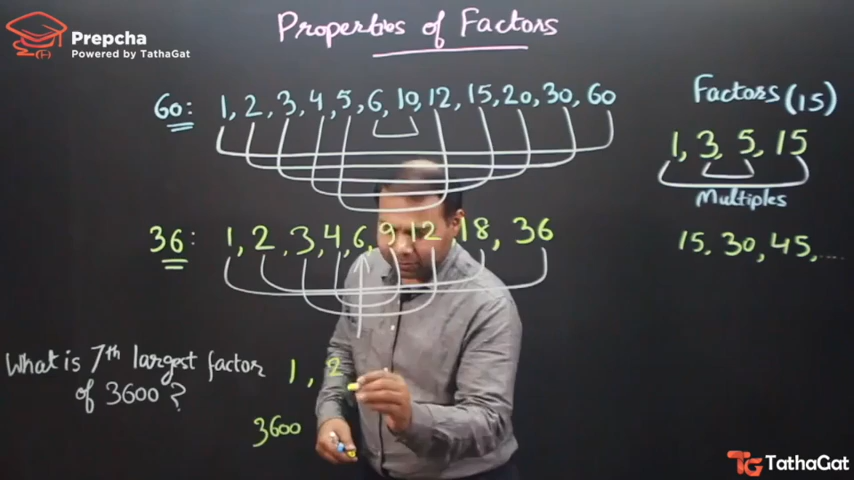 Properties of Factors
Prepcha
Powered by TathaGat
60: 1, 2, 3, 4, 5, 6, 10, 12, 15, 20, 30, 60
Factors (15)
1, 3, 5, 15
Multiples
15, 30, 45, .....
36: 1, 2, 3, 4, 6, 9, 12, 18, 36
What is 7th largest factor
of 3600 ?
1, 2
3600
TG TathaGat